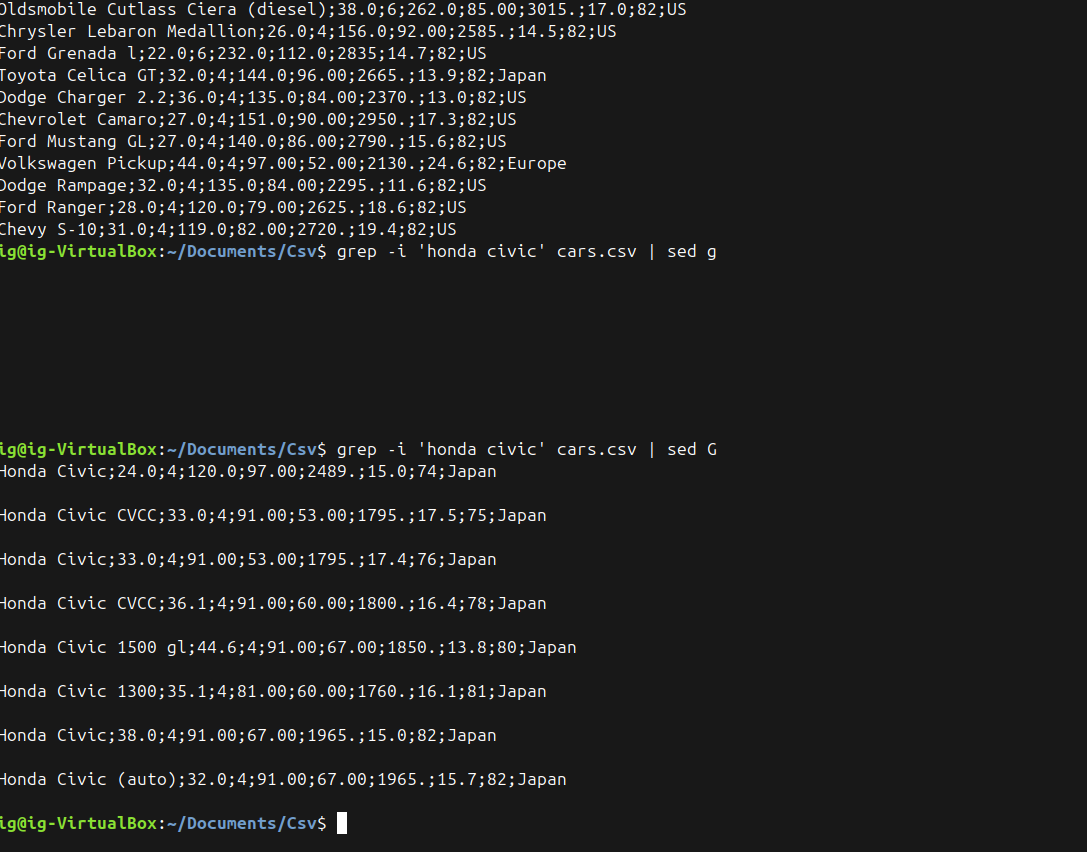 Oldsmobile Cutlass Ciera (diesel);38.0;6;262.0;85.00;3015.;17.0;82;US
Chrysler Lebaron Medallion;26.0;4;156.0;92.00;2585.;14.5;82;US
Ford Grenada l;22.0;6;232.0;112.0;2835;14.7;82;US
Toyota Celica GT;32.0;4;144.0;96.00;2665.;13.9;82;Japan
Dodge Charger 2.2;36.0;4;135.0;84.00;2370.;13.0;82;US
Chevrolet Camaro;27.0;4;151.0;90.00;2950.;17.3;82;US
Ford Mustang GL;27.0;4;140.0;86.00;2790.;15.6;82;US
Volkswagen Pickup;44.0;4;97.00;52.00;2130.;24.6;82;Europe
Dodge Rampage;32.0;4;135.0;84.00;2295.;11.6;82;US
Ford Ranger;28.0;4;120.0;79.00;2625.;18.6;82;US
Chevy S-10;31.0;4;119.0;82.00;2720.;19.4;82;US
ig@ig-VirtualBox:~/Documents/Csv$ grep -i 'honda civic' cars.csv | sed g
ig@ig-VirtualBox:~/Documents/Csv$ grep -i 'honda civic' cars.csv | sed G
Honda Civic;24.0;4;120.0;97.00;2489.;15.0;74;Japan
Honda Civic CVCC;33.0;4;91.00;53.00;1795.;17.5;75;Japan
Honda Civic;33.0;4;91.00;53.00;1795.;17.4;76;Japan
Honda Civic CVCC;36.1;4;91.00;60.00;1800.;16.4;78;Japan
Honda Civic 1500 gl;44.6;4;91.00;67.00;1850.;13.8;80;Japan
Honda Civic 1300;35.1;4;81.00;60.00;1760.;16.1;81;Japan
Honda Civic;38.0;4;91.00;67.00;1965.;15.0;82;Japan
Honda Civic (auto);32.0;4;91.00;67.00;1965.;15.7;82;Japan
ig@ig-VirtualBox:~/Documents/Csv$